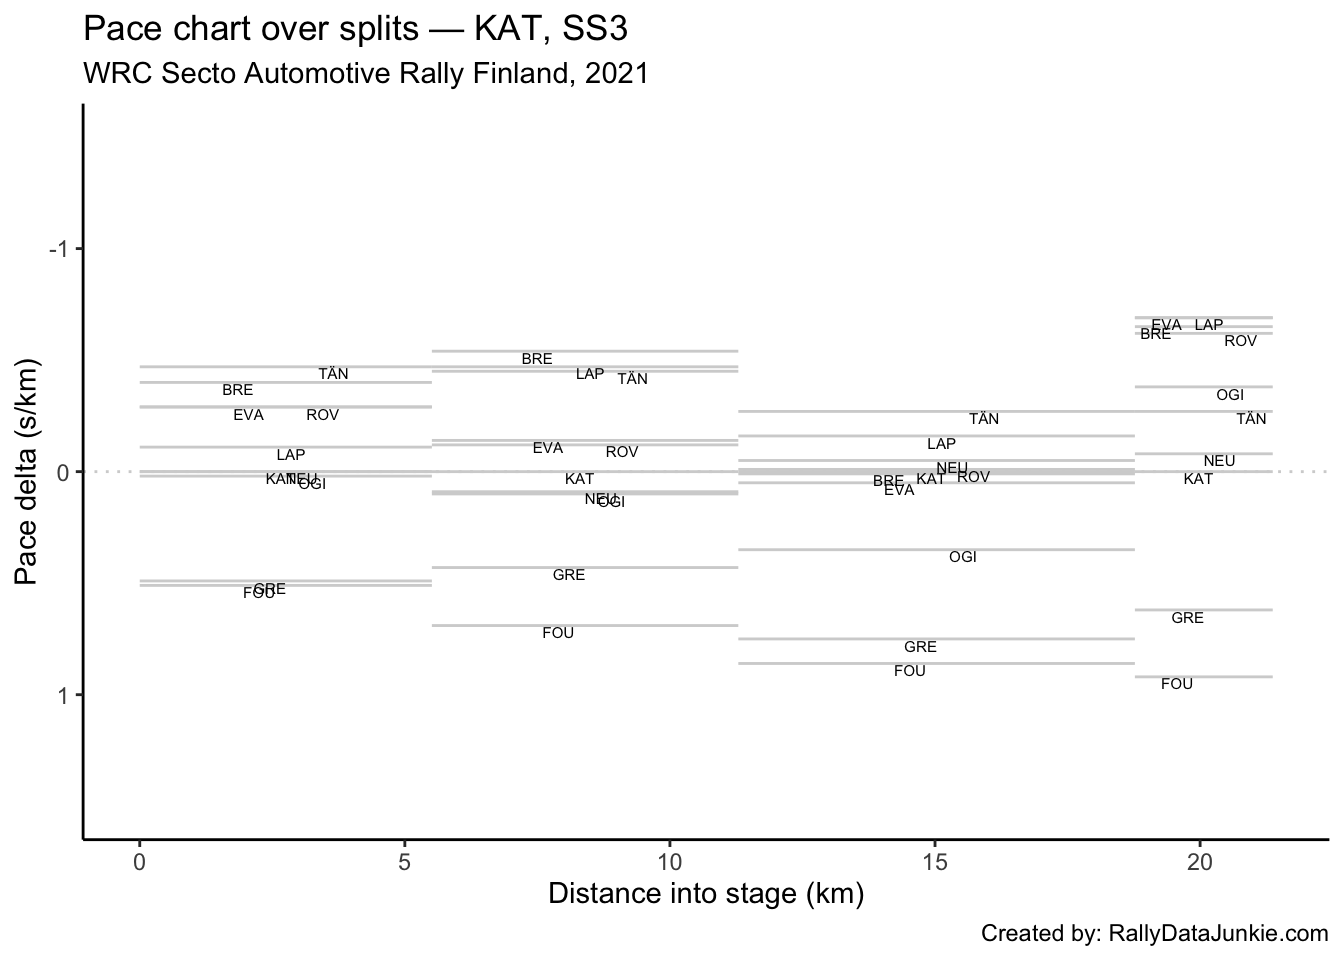 Pace chart over splits — KAT, SS3
WRC Secto Automotive Rally Finland, 2021
Pace delta (s/km)
-1
0
1
TÄN
BRE
EVA ROV
LAP
KAT NEU
OGI
GRE
FOU
BRE
LAP
TÄN
EVA
ROV
KAT
NEU
OGI
GRE
FOU
TÄN
LAP
NEU
ROV
KAT
BRE
EVA
OGI
GRE
FOU
EVA LAP
BRE
ROV
OGI
TÄN
NEU
KAT
GRE
FOU
0 5 10 15 20
Distance into stage (km)
Created by: RallyDataJunkie.com